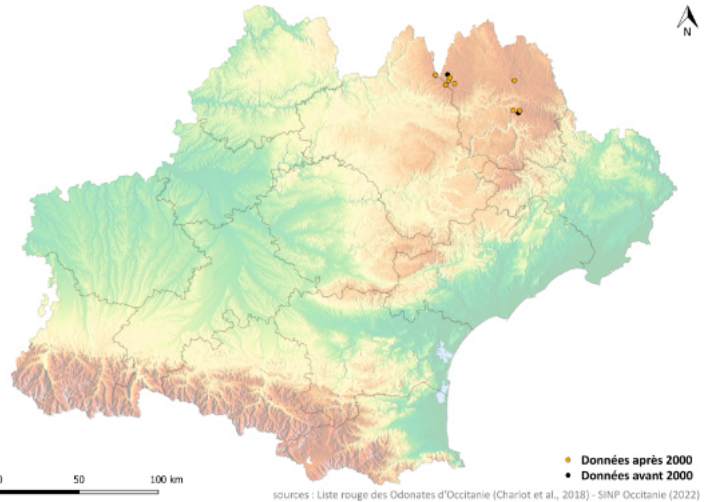 N
0 50 100 km
Données après 2000
Données avant 2000
sources : Liste rouge des Odonates d'Occitanie (Charlot et al., 2018) - SINP Occitanie (2022)